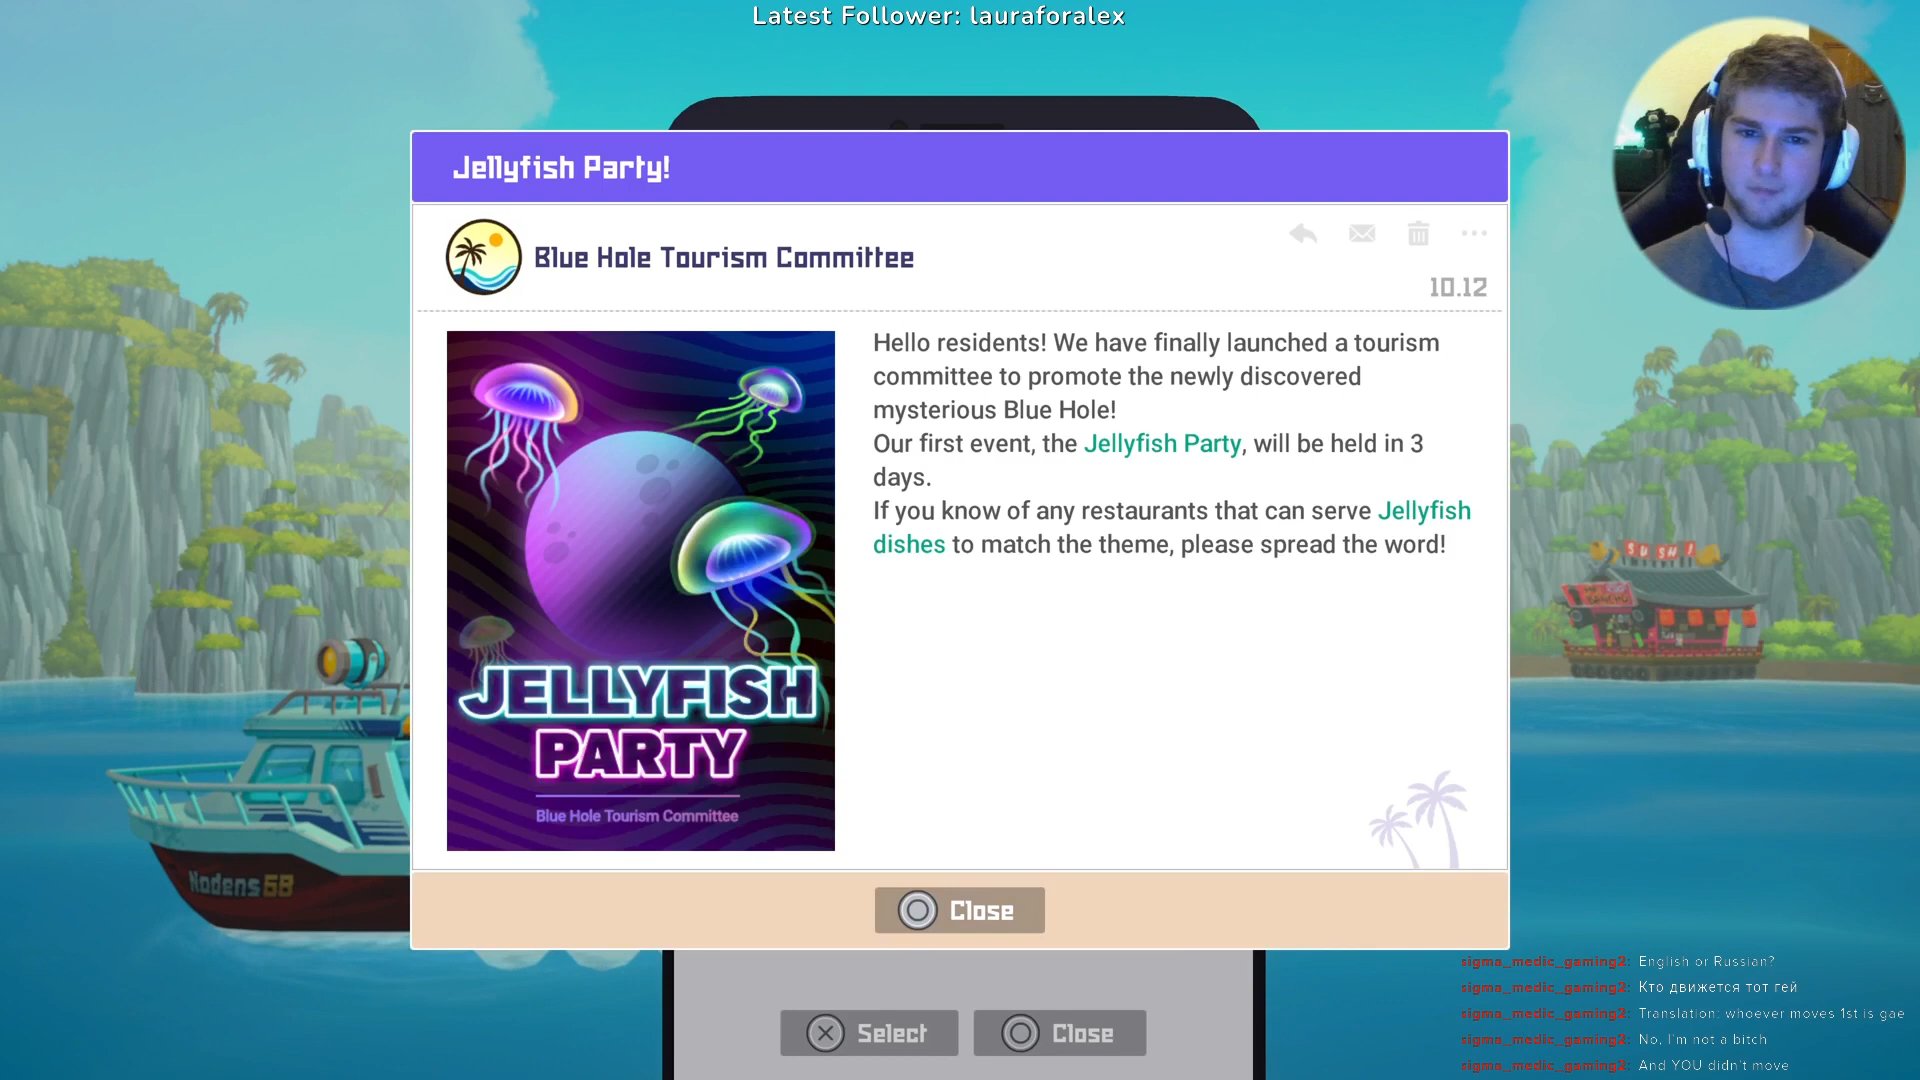 Latest Follower: lauraforalex
Jellyfish Party!
Blue Hole Tourism Committee
10.12
Hello residents! We have finally launched a tourism
committee to promote the newly discovered
mysterious Blue Hole!
Our first event, the Jellyfish Party, will be held in 3
days.
If you know of any restaurants that can serve Jellyfish
dishes to match the theme, please spread the word!
JELLYFISH
PARTY
Blue Hole Tourism Committee
SUSHI
Nodens68
Close
Select
Close
sigma_medic_gaming2: English or Russian?
sigma_medic_gaming2: Кто движется тот гей
sigma_medic_gaming2: Translation: whoever moves 1st is gae
sigma_medic_gaming2: No, I'm not a bitch
sigma_medic_gaming2: And YOU didn't move